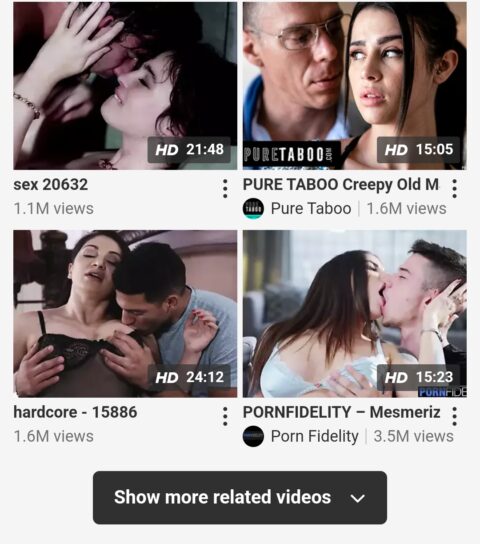 HD 21:48
PURETABOO.COM
HD 15:05
sex 20632
PURE TABOO Creepy Old M
1.1M views
Pure Taboo | 1.6M views
HD 24:12
HD 15:23
PORNFIDE
hardcore - 15886
PORNFIDELITY – Mesmeriz
1.6M views
Porn Fidelity | 3.5M views
Show more related videos